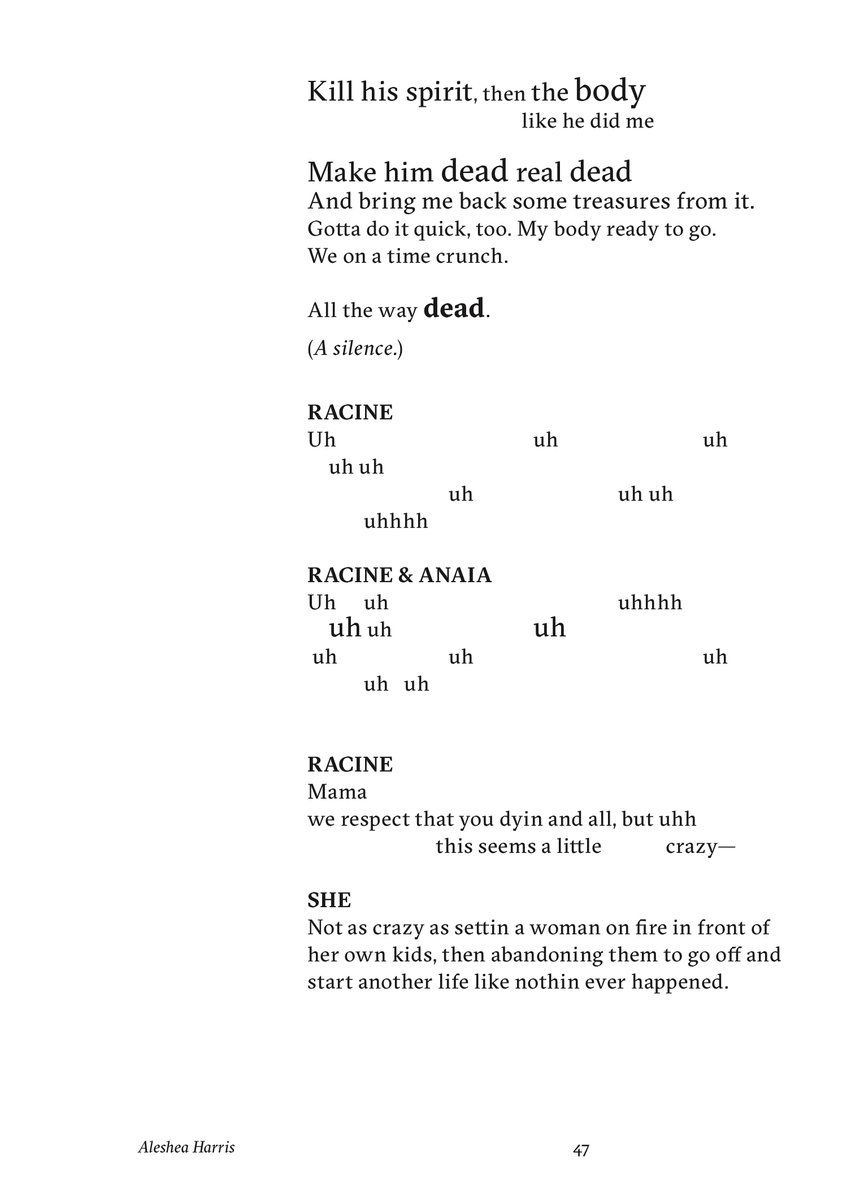 Kill his spirit, then the body
like he did me
Make him dead real dead
And bring me back some treasures from it.
Gotta do it quick, too. My body ready to go.
We on a time crunch.
All the way dead.
(A silence.)
RACINE
Uh uh uh
uh uh
uh uh uh
uhhhh
RACINE & ANAIA
Uh uh uhhhh
uh uh uh
uh uh uh
uh uh
RACINE
Mama
we respect that you dyin and all, but uhh
this seems a little crazy—
SHE
Not as crazy as settin a woman on fire in front of
her own kids, then abandoning them to go off and
start another life like nothin ever happened.
Aleshea Harris 47